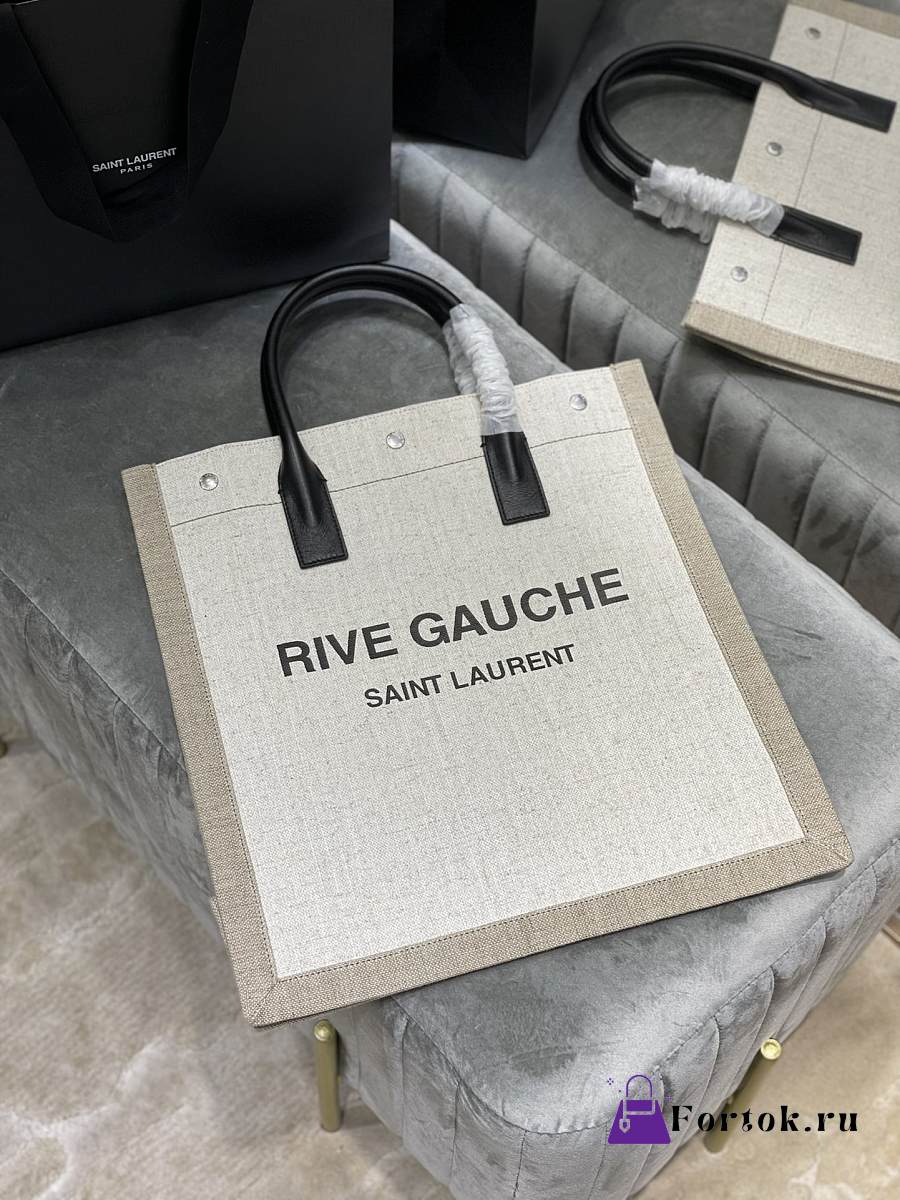 SAINT LAURENT
PARIS
RIVE GAUCHE
SAINT LAURENT
Fortok.ru